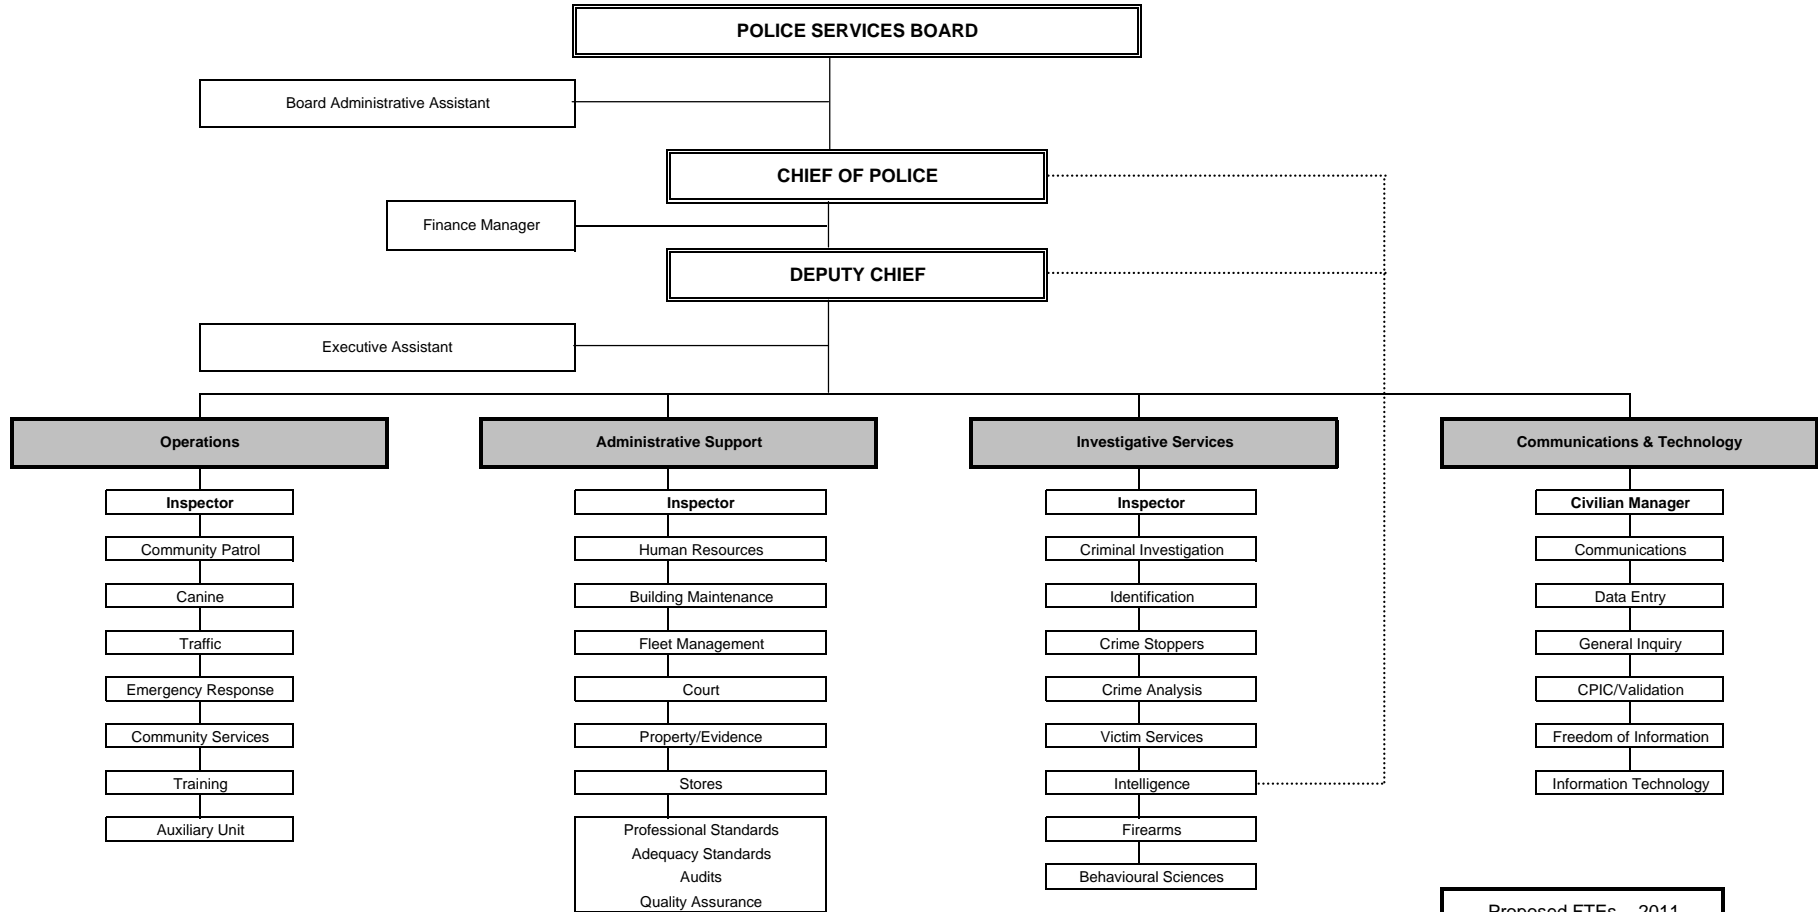 POLICE SERVICES BOARD
Board Administrative Assistant
CHIEF OF POLICE
Finance Manager
DEPUTY CHIEF
Executive Assistant
Operations
Inspector
Community Patrol
Canine
Traffic
Emergency Response
Community Services
Training
Auxiliary Unit
Administrative Support
Inspector
Human Resources
Building Maintenance
Fleet Management
Court
Property/Evidence
Stores
Professional Standards
Adequacy Standards
Audits
Quality Assurance
Investigative Services
Inspector
Criminal Investigation
Identification
Crime Stoppers
Crime Analysis
Victim Services
Intelligence
Firearms
Behavioural Sciences
Communications & Technology
Civilian Manager
Communications
Data Entry
General Inquiry
CPIC/Validation
Freedom of Information
Information Technology
Proposed FTEs - 2011